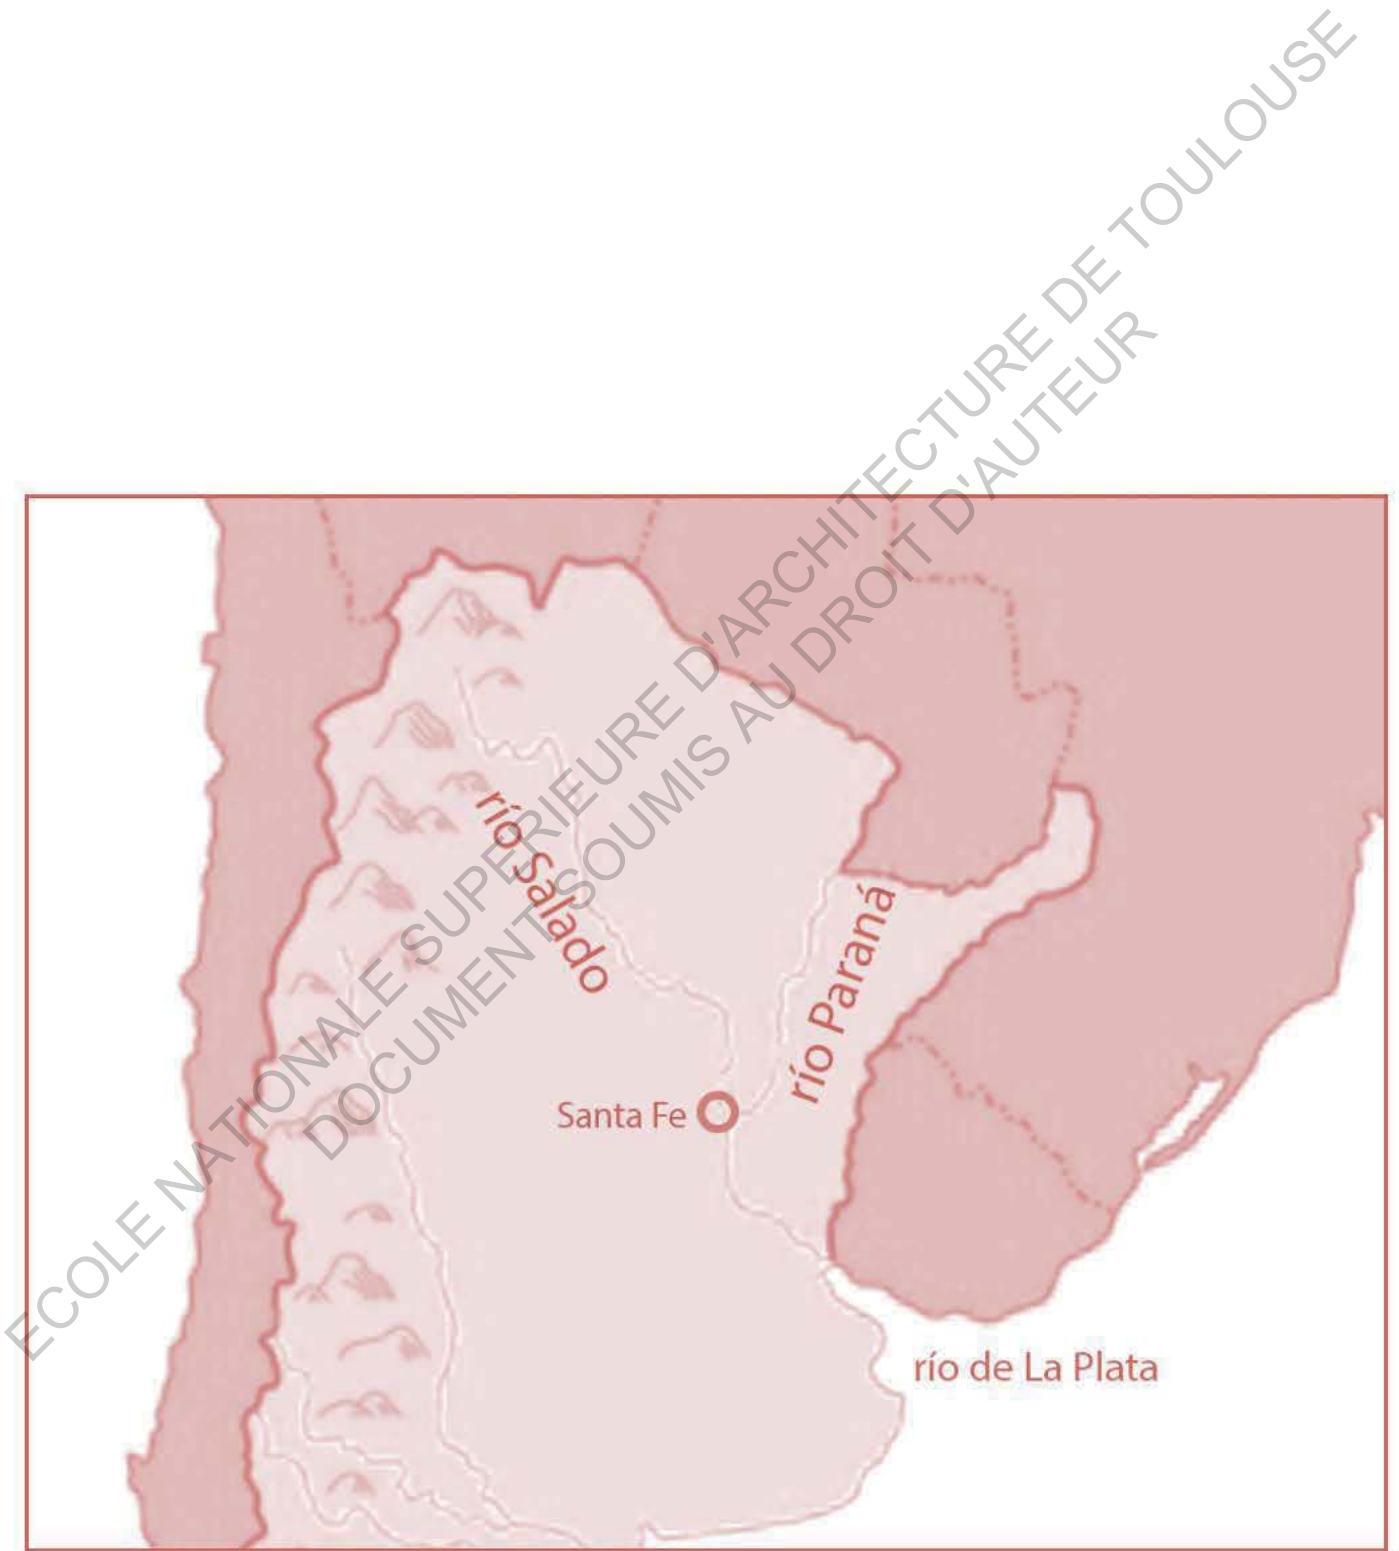 ECOLE NATIONALE SUPERIEURE D'ARCHITECTURE DE TOULOUSE
DOCUMENT SOUMIS AU DROIT D'AUTEUR
río Salado
río Paraná
Santa Fe
río de La Plata